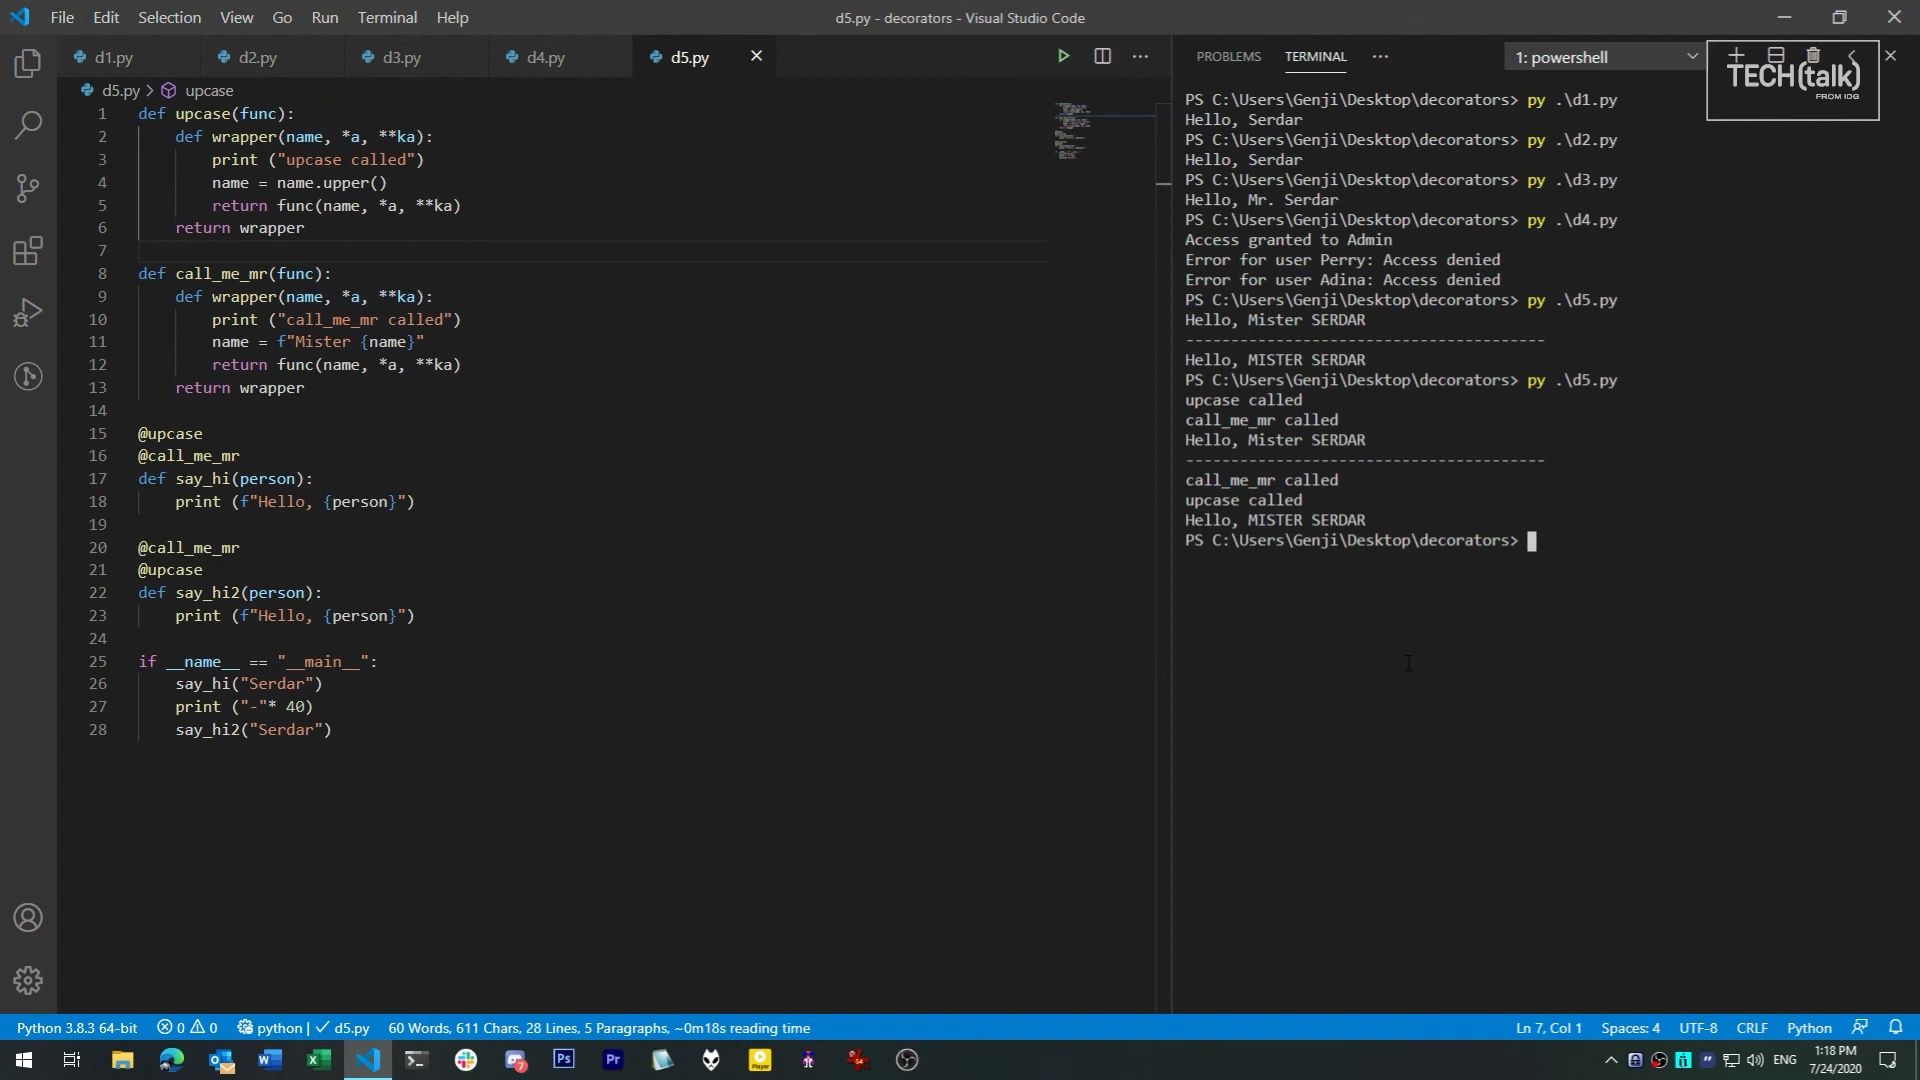 File Edit Selection View Go Run Terminal Help
d5.py - decorators - Visual Studio Code
d1.py d2.py d3.py d4.py d5.py
d5.py > upcase
1 def upcase(func):
2 def wrapper(name, *a, **ka):
3 print ("upcase called")
4 name = name.upper()
5 return func(name, *a, **ka)
6 return wrapper
7
8 def call_me_mr(func):
9 def wrapper(name, *a, **ka):
10 print ("call_me_mr called")
11 name = f"Mister {name}"
12 return func(name, *a, **ka)
13 return wrapper
14
15 @upcase
16 @call_me_mr
17 def say_hi(person):
18 print (f"Hello, {person}")
19
20 @call_me_mr
21 @upcase
22 def say_hi2(person):
23 print (f"Hello, {person}")
24
25 if __name__ == "__main__":
26 say_hi("Serdar")
27 print ("-"* 40)
28 say_hi2("Serdar")
PROBLEMS TERMINAL ··· 1: powershell
TECH(talk)
FROM IDG
PS C:\Users\Genji\Desktop\decorators> py .\d1.py
Hello, Serdar
PS C:\Users\Genji\Desktop\decorators> py .\d2.py
Hello, Serdar
PS C:\Users\Genji\Desktop\decorators> py .\d3.py
Hello, Mr. Serdar
PS C:\Users\Genji\Desktop\decorators> py .\d4.py
Access granted to Admin
Error for user Perry: Access denied
Error for user Adina: Access denied
PS C:\Users\Genji\Desktop\decorators> py .\d5.py
Hello, Mister SERDAR
----------------------------------------
Hello, MISTER SERDAR
PS C:\Users\Genji\Desktop\decorators> py .\d5.py
upcase called
call_me_mr called
Hello, Mister SERDAR
----------------------------------------
call_me_mr called
upcase called
Hello, MISTER SERDAR
PS C:\Users\Genji\Desktop\decorators>
Python 3.8.3 64-bit 0 0 python | ✓ d5.py 60 Words, 611 Chars, 28 Lines, 5 Paragraphs, ~0m18s reading time Ln 7, Col 1 Spaces: 4 UTF-8 CRLF Python
Ps Pr 7 Player 64 ENG
1:18 PM
7/24/2020